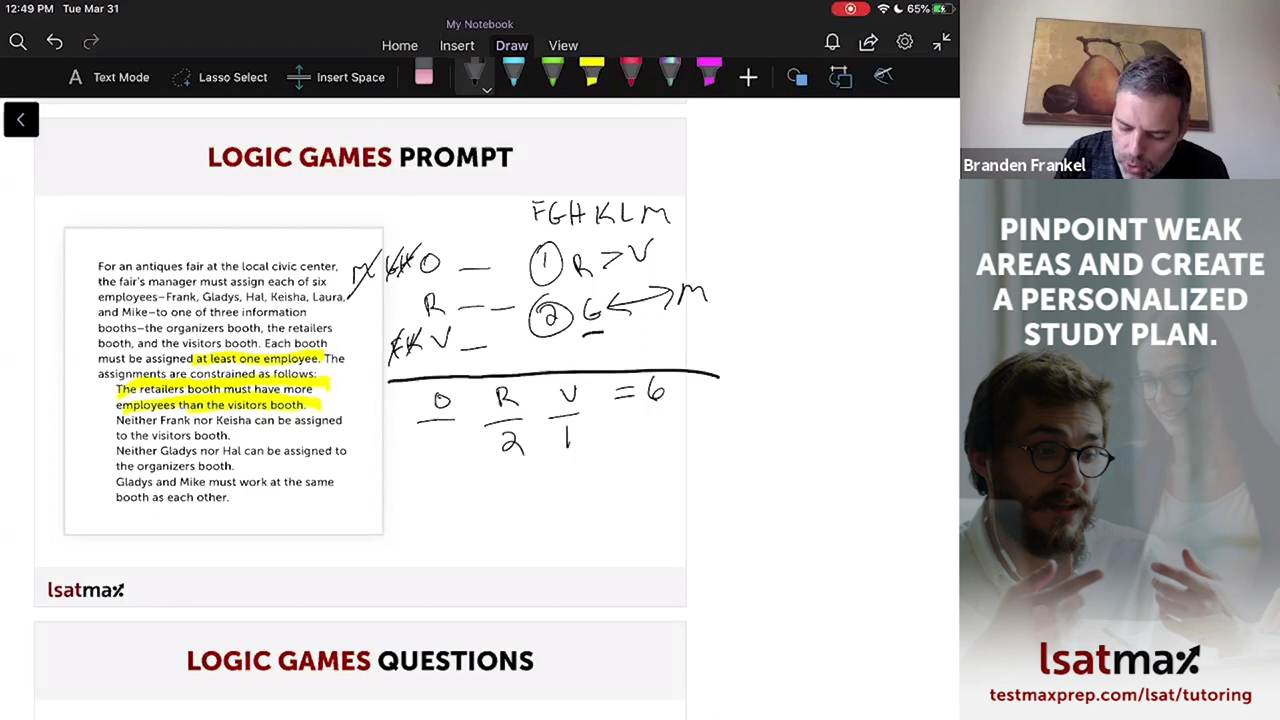 12:49 PM Tue Mar 31
65%
My Notebook
Home Insert Draw View
Text Mode Lasso Select Insert Space
Branden Frankel
LOGIC GAMES PROMPT
For an antiques fair at the local civic center,
the fair's manager must assign each of six
employees—Frank, Gladys, Hal, Keisha, Laura,
and Mike—to one of three information
booths—the organizers booth, the retailers
booth, and the visitors booth. Each booth
must be assigned at least one employee. The
assignments are constrained as follows:
The retailers booth must have more
employees than the visitors booth.
Neither Frank nor Keisha can be assigned
to the visitors booth.
Neither Gladys nor Hal can be assigned to
the organizers booth.
Gladys and Mike must work at the same
booth as each other.
F G H K L M
M G H O _ 1 R > V
R _ _ 2 G ↔ M
F K V _
O R V = 6
2 1
lsatmax
LOGIC GAMES QUESTIONS
PINPOINT WEAK
AREAS AND CREATE
A PERSONALIZED
STUDY PLAN.
lsatmax
testmaxprep.com/lsat/tutoring